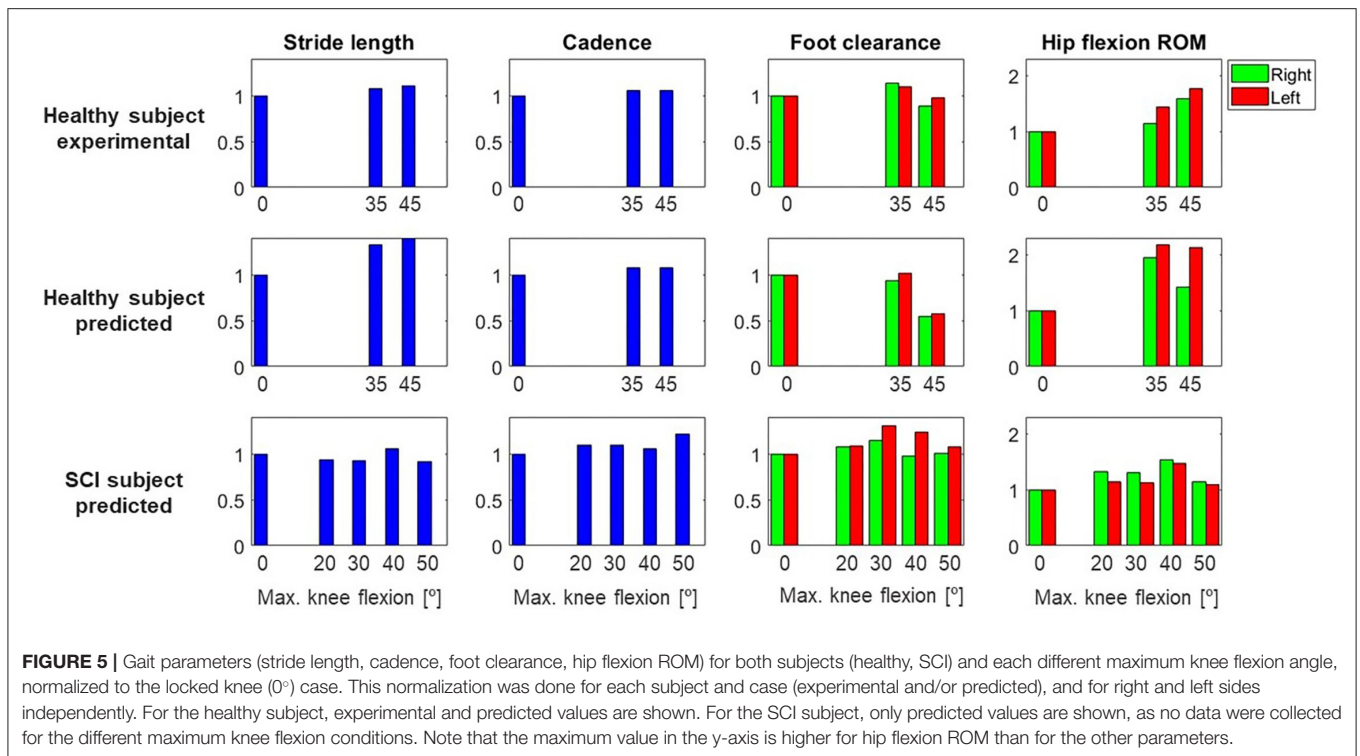 Stride length Cadence Foot clearance Hip flexion ROM
Right
Left
Healthy subject
experimental
1 1 1 2
0.5 0.5 0.5 1
0 0 0 0
0 35 45 0 35 45 0 35 45 0 35 45
Healthy subject
predicted
1 1 1 2
0.5 0.5 0.5 1
0 0 0 0
0 35 45 0 35 45 0 35 45 0 35 45
SCI subject
predicted
1 1 1 2
0.5 0.5 0.5 1
0 0 0 0
0 20 30 40 50 0 20 30 40 50 0 20 30 40 50 0 20 30 40 50
Max. knee flexion [º] Max. knee flexion [º] Max. knee flexion [º] Max. knee flexion [º]
FIGURE 5 | Gait parameters (stride length, cadence, foot clearance, hip flexion ROM) for both subjects (healthy, SCI) and each different maximum knee flexion angle,
normalized to the locked knee (0°) case. This normalization was done for each subject and case (experimental and/or predicted), and for right and left sides
independently. For the healthy subject, experimental and predicted values are shown. For the SCI subject, only predicted values are shown, as no data were collected
for the different maximum knee flexion conditions. Note that the maximum value in the y-axis is higher for hip flexion ROM than for the other parameters.